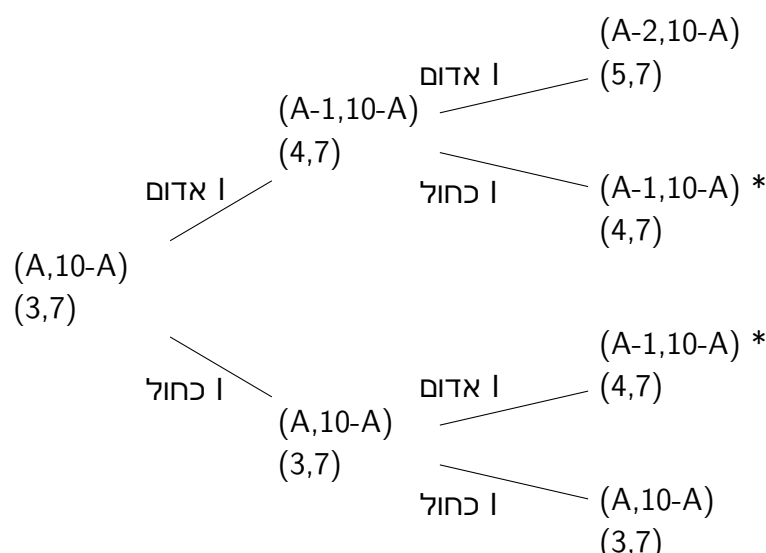 (A-2,10-A)
(5,7)
אדום I
(A-1,10-A)
(4,7)
כחול I
(A-1,10-A) *
(4,7)
אדום I
(A,10-A)
(3,7)
כחול I
(A-1,10-A) *
(4,7)
אדום I
(A,10-A)
(3,7)
כחול I
(A,10-A)
(3,7)